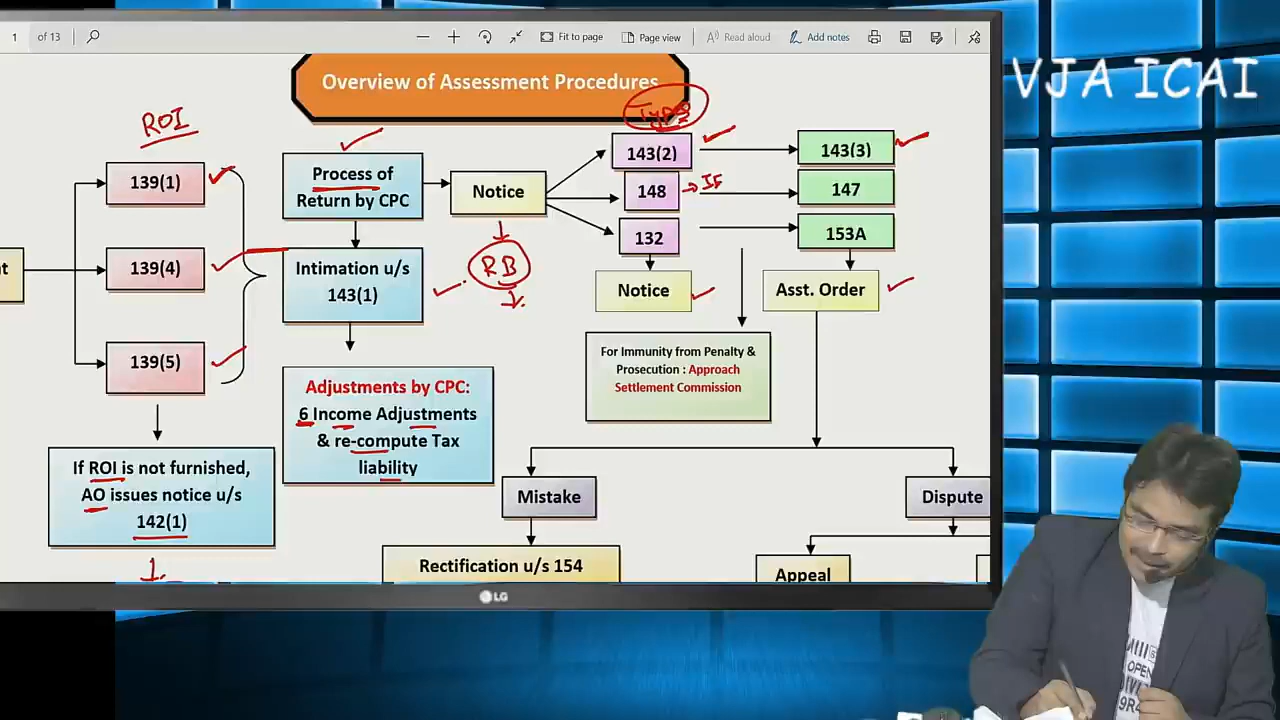 1 of 13
Fit to page
Page view
Read aloud
Add notes
VJA ICAI
Overview of Assessment Procedures
Types
ROI
139(1)
139(4)
139(5)
t
If ROI is not furnished,
AO issues notice u/s
142(1)
1.
Process of
Return by CPC
Intimation u/s
143(1)
Adjustments by CPC:
6 Income Adjustments
& re-compute Tax
liability
Notice
RB
143(2)
148
IE
132
Notice
143(3)
147
153A
Asst. Order
For Immunity from Penalty &
Prosecution : Approach
Settlement Commission
Mistake
Rectification u/s 154
Dispute
Appeal
LG
OPEN